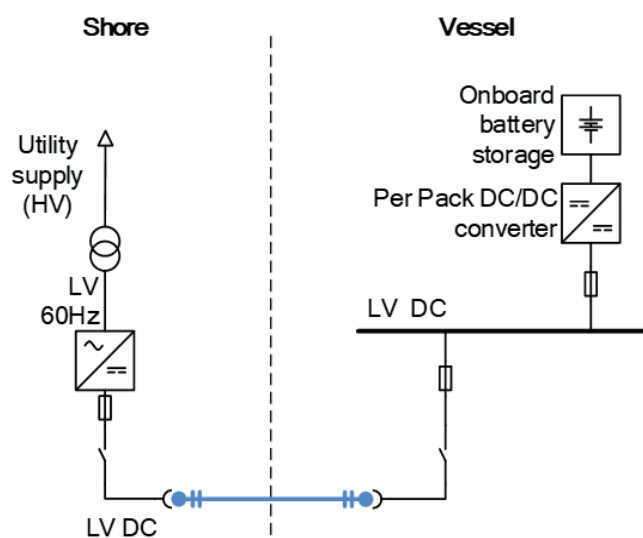 Shore
Vessel
Onboard
battery
storage
Utility
supply
(HV)
Per Pack DC/DC
converter
LV
60Hz
LV DC
LV DC